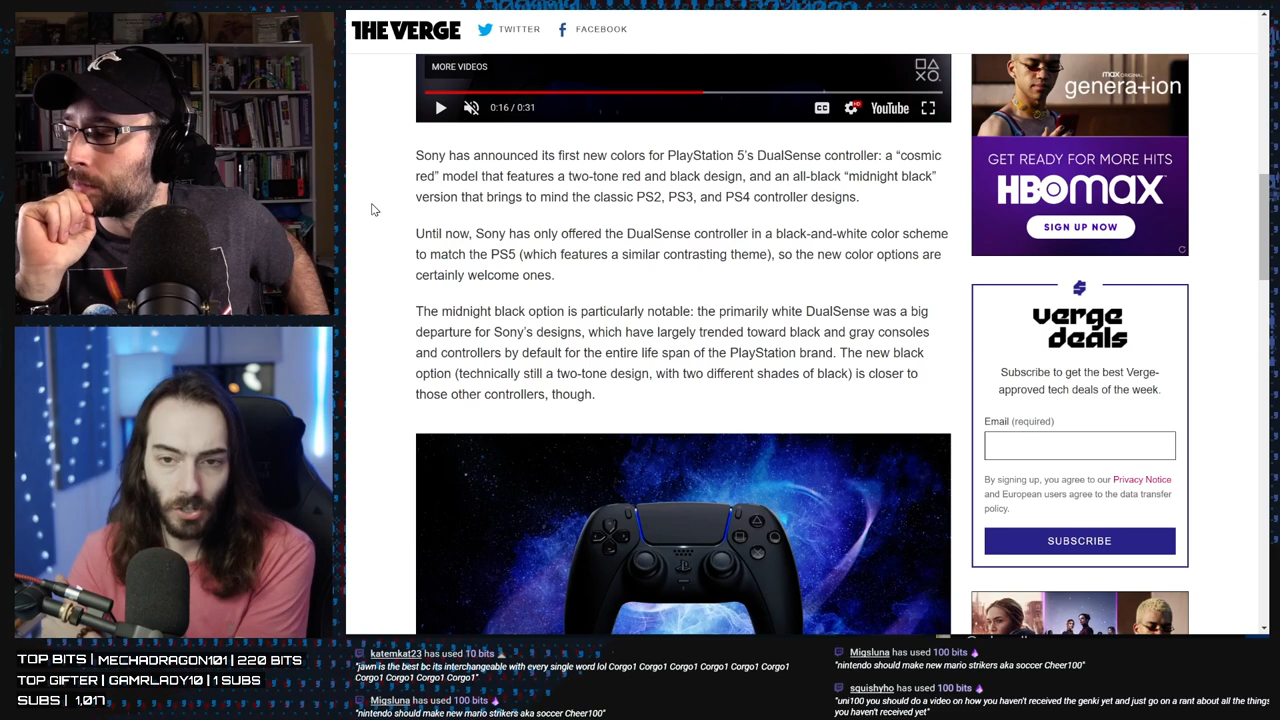 THE VERGE
TWITTER
FACEBOOK
MORE VIDEOS
0:16 / 0:31
CC
HD
YouTube
Sony has announced its first new colors for PlayStation 5’s DualSense controller: a “cosmic
red” model that features a two-tone red and black design, and an all-black “midnight black”
version that brings to mind the classic PS2, PS3, and PS4 controller designs.
Until now, Sony has only offered the DualSense controller in a black-and-white color scheme
to match the PS5 (which features a similar contrasting theme), so the new color options are
certainly welcome ones.
The midnight black option is particularly notable: the primarily white DualSense was a big
departure for Sony’s designs, which have largely trended toward black and gray consoles
and controllers by default for the entire life span of the PlayStation brand. The new black
option (technically still a two-tone design, with two different shades of black) is closer to
those other controllers, though.
max ORIGINAL
genera+ion
GET READY FOR MORE HITS
HBOmax
SIGN UP NOW
verge
deals
Subscribe to get the best Verge-
approved tech deals of the week.
Email (required)
By signing up, you agree to our Privacy Notice
and European users agree to the data transfer
policy.
SUBSCRIBE
TOP BITS | MECHADRAGON101 | 220 BITS
TOP GIFTER | GAMRLADY10 | 1 SUBS
SUBS | 1,017
katemkat23 has used 10 bits
"jawn is the best bc its interchangeable with every single word lol Corgo1 Corgo1 Corgo1 Corgo1 Corgo1 Corgo1
Corgo1 Corgo1 Corgo1 Corgo1"
Migsluna has used 100 bits
"nintendo should make new mario strikers aka soccer Cheer100"
Migsluna has used 100 bits
"nintendo should make new mario strikers aka soccer Cheer100"
squishyho has used 100 bits
"uni100 you should do a video on how you haven't received the genki yet and just go on a rant about all the things
you haven't received yet"